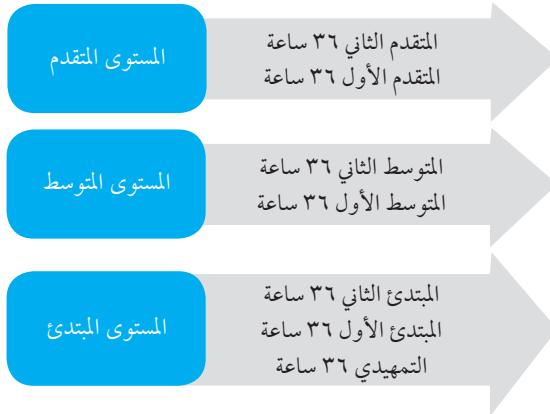 المستوى المتقدم
المتقدم الثاني ٣٦ ساعة
المتقدم الأول ٣٦ ساعة
المستوى المتوسط
المتوسط الثاني ٣٦ ساعة
المتوسط الأول ٣٦ ساعة
المستوى المبتدئ
المبتدئ الثاني ٣٦ ساعة
المبتدئ الأول ٣٦ ساعة
التمهيدي ٣٦ ساعة